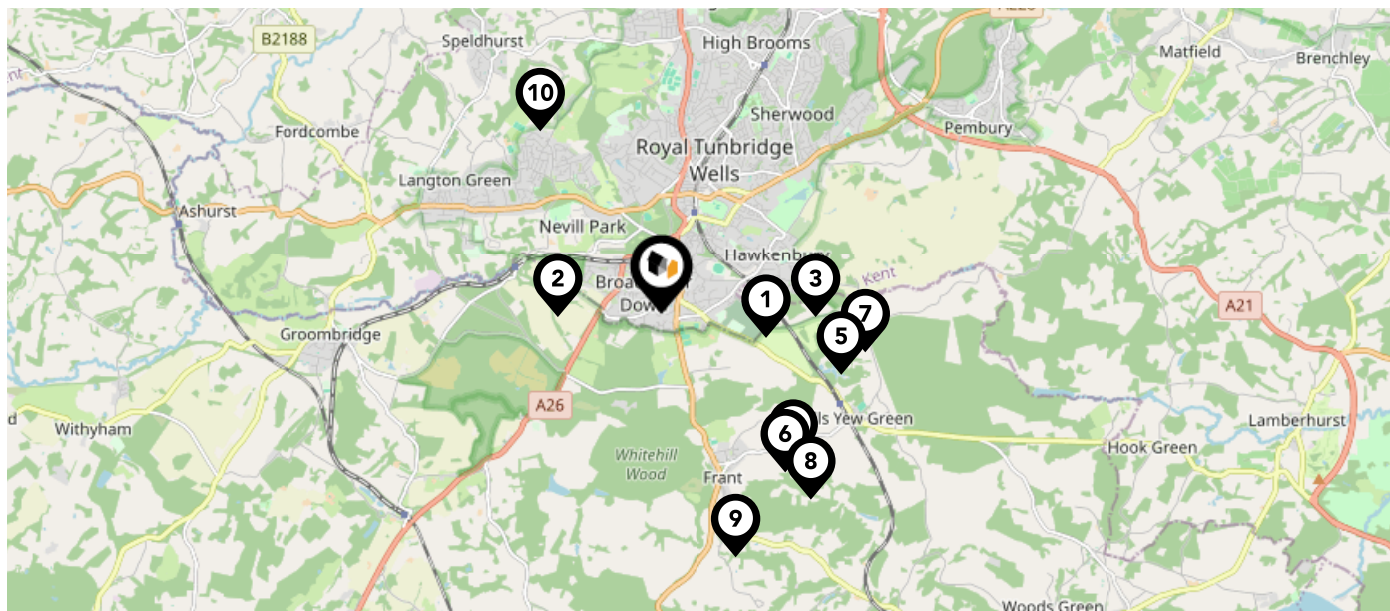 A228
B2188
Speldhurst
High Brooms
Matfield
Brenchley
10
Sherwood
Fordcombe
Pembury
Royal Tunbridge
Wells
Langton Green
Ashurst
Nevill Park
Hawkenbury
Kent
2
3
1
7
5
A21
Groombridge
A26
6
8
Withyham
Lamberhurst
Hook Green
Whitehill
Wood
Frant
9
Woods Green